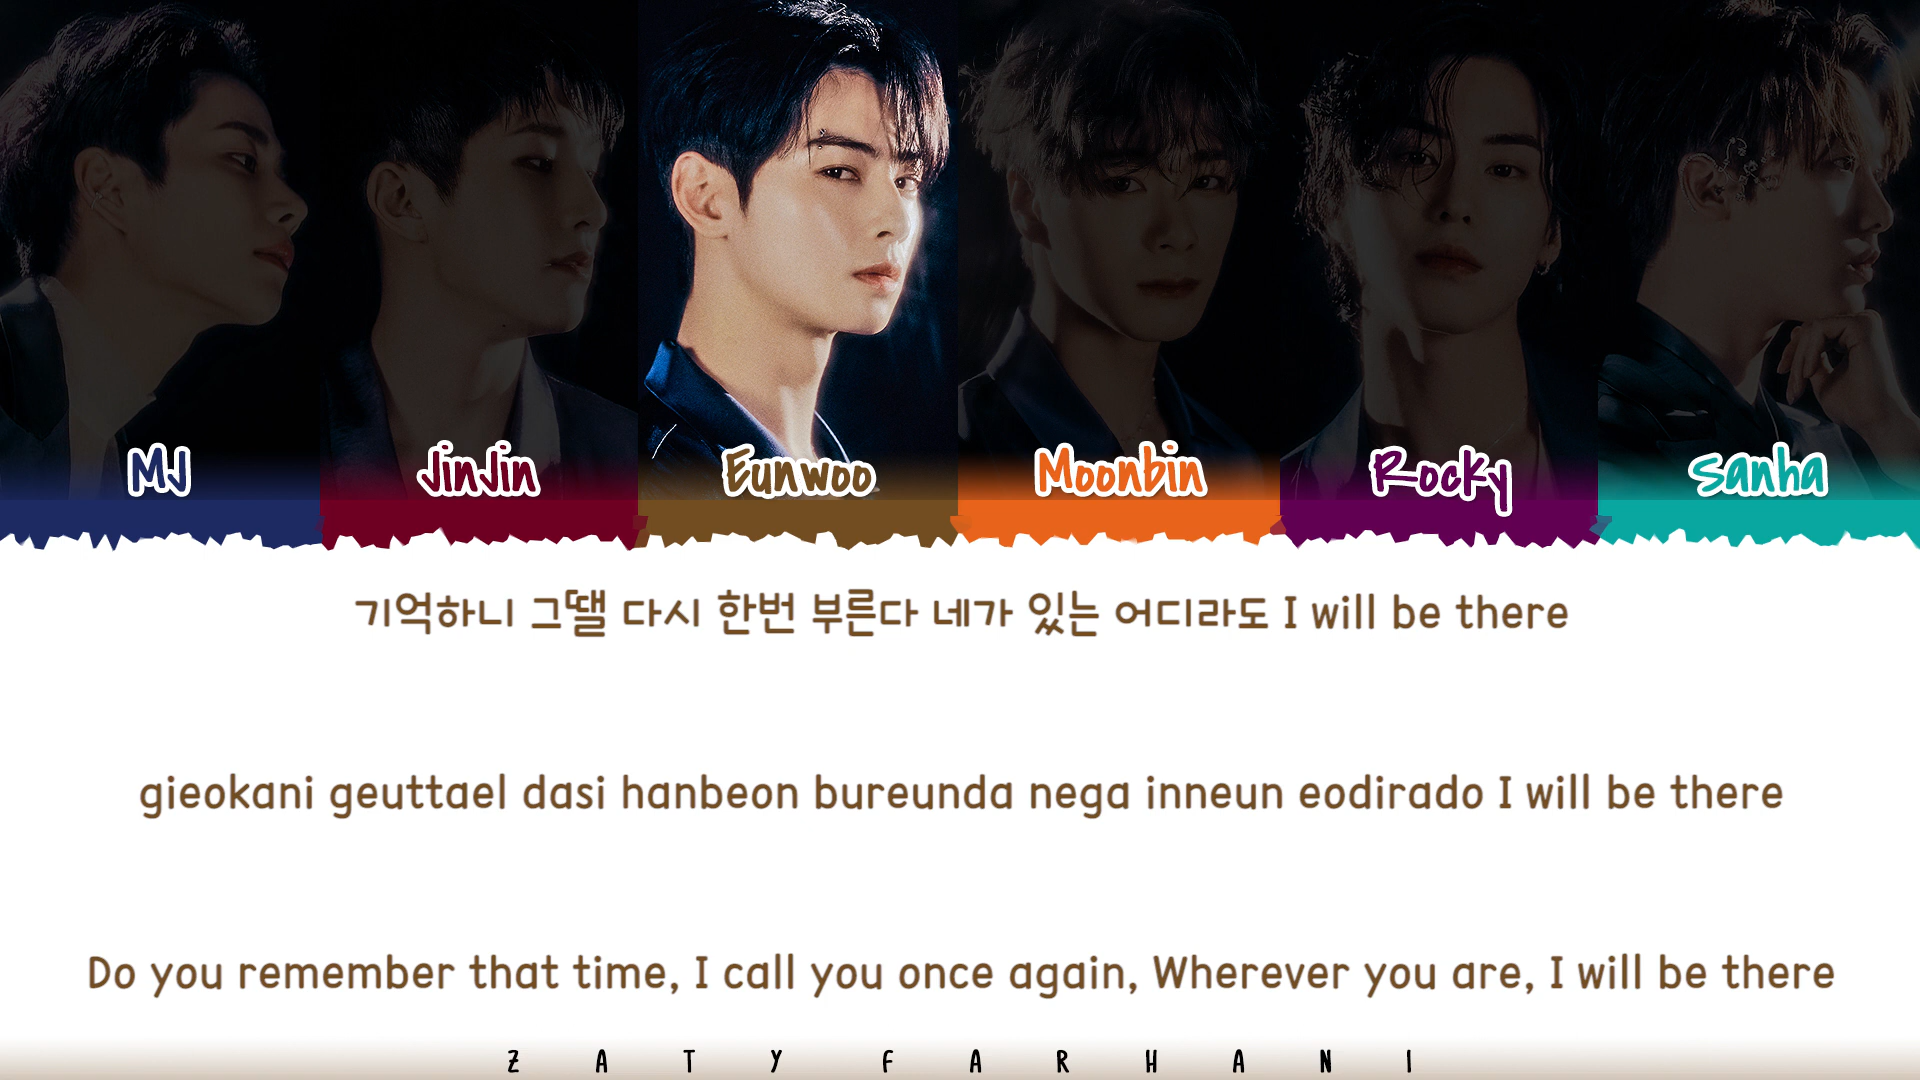 MJ JinJin Eunwoo Moonbin Rocky Sanha
기억하니 그땔 다시 한번 부른다 네가 있는 어디라도 I will be there
gieokani geuttael dasi hanbeon bureunda nega inneun eodirado I will be there
Do you remember that time, I call you once again, Wherever you are, I will be there
ZATY FARHANI